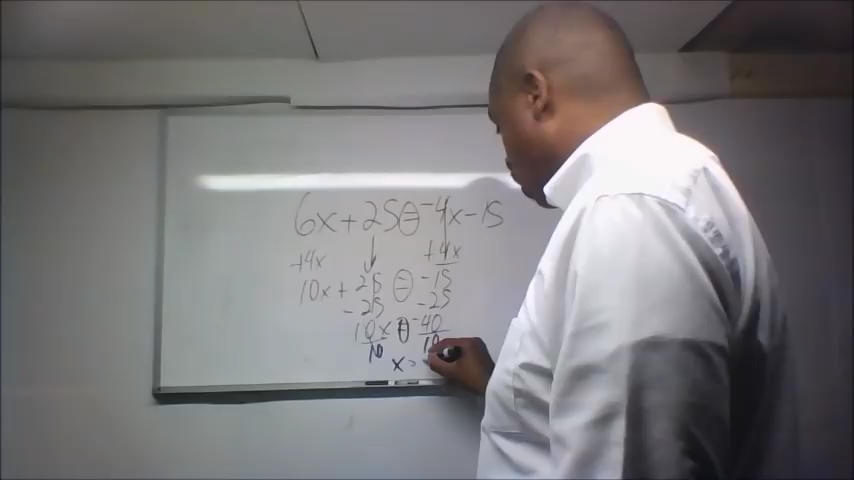 6x+25=-4x-15
+4x +4x
10x+25=-15
-25 -25
10x=-40
10 10
x=